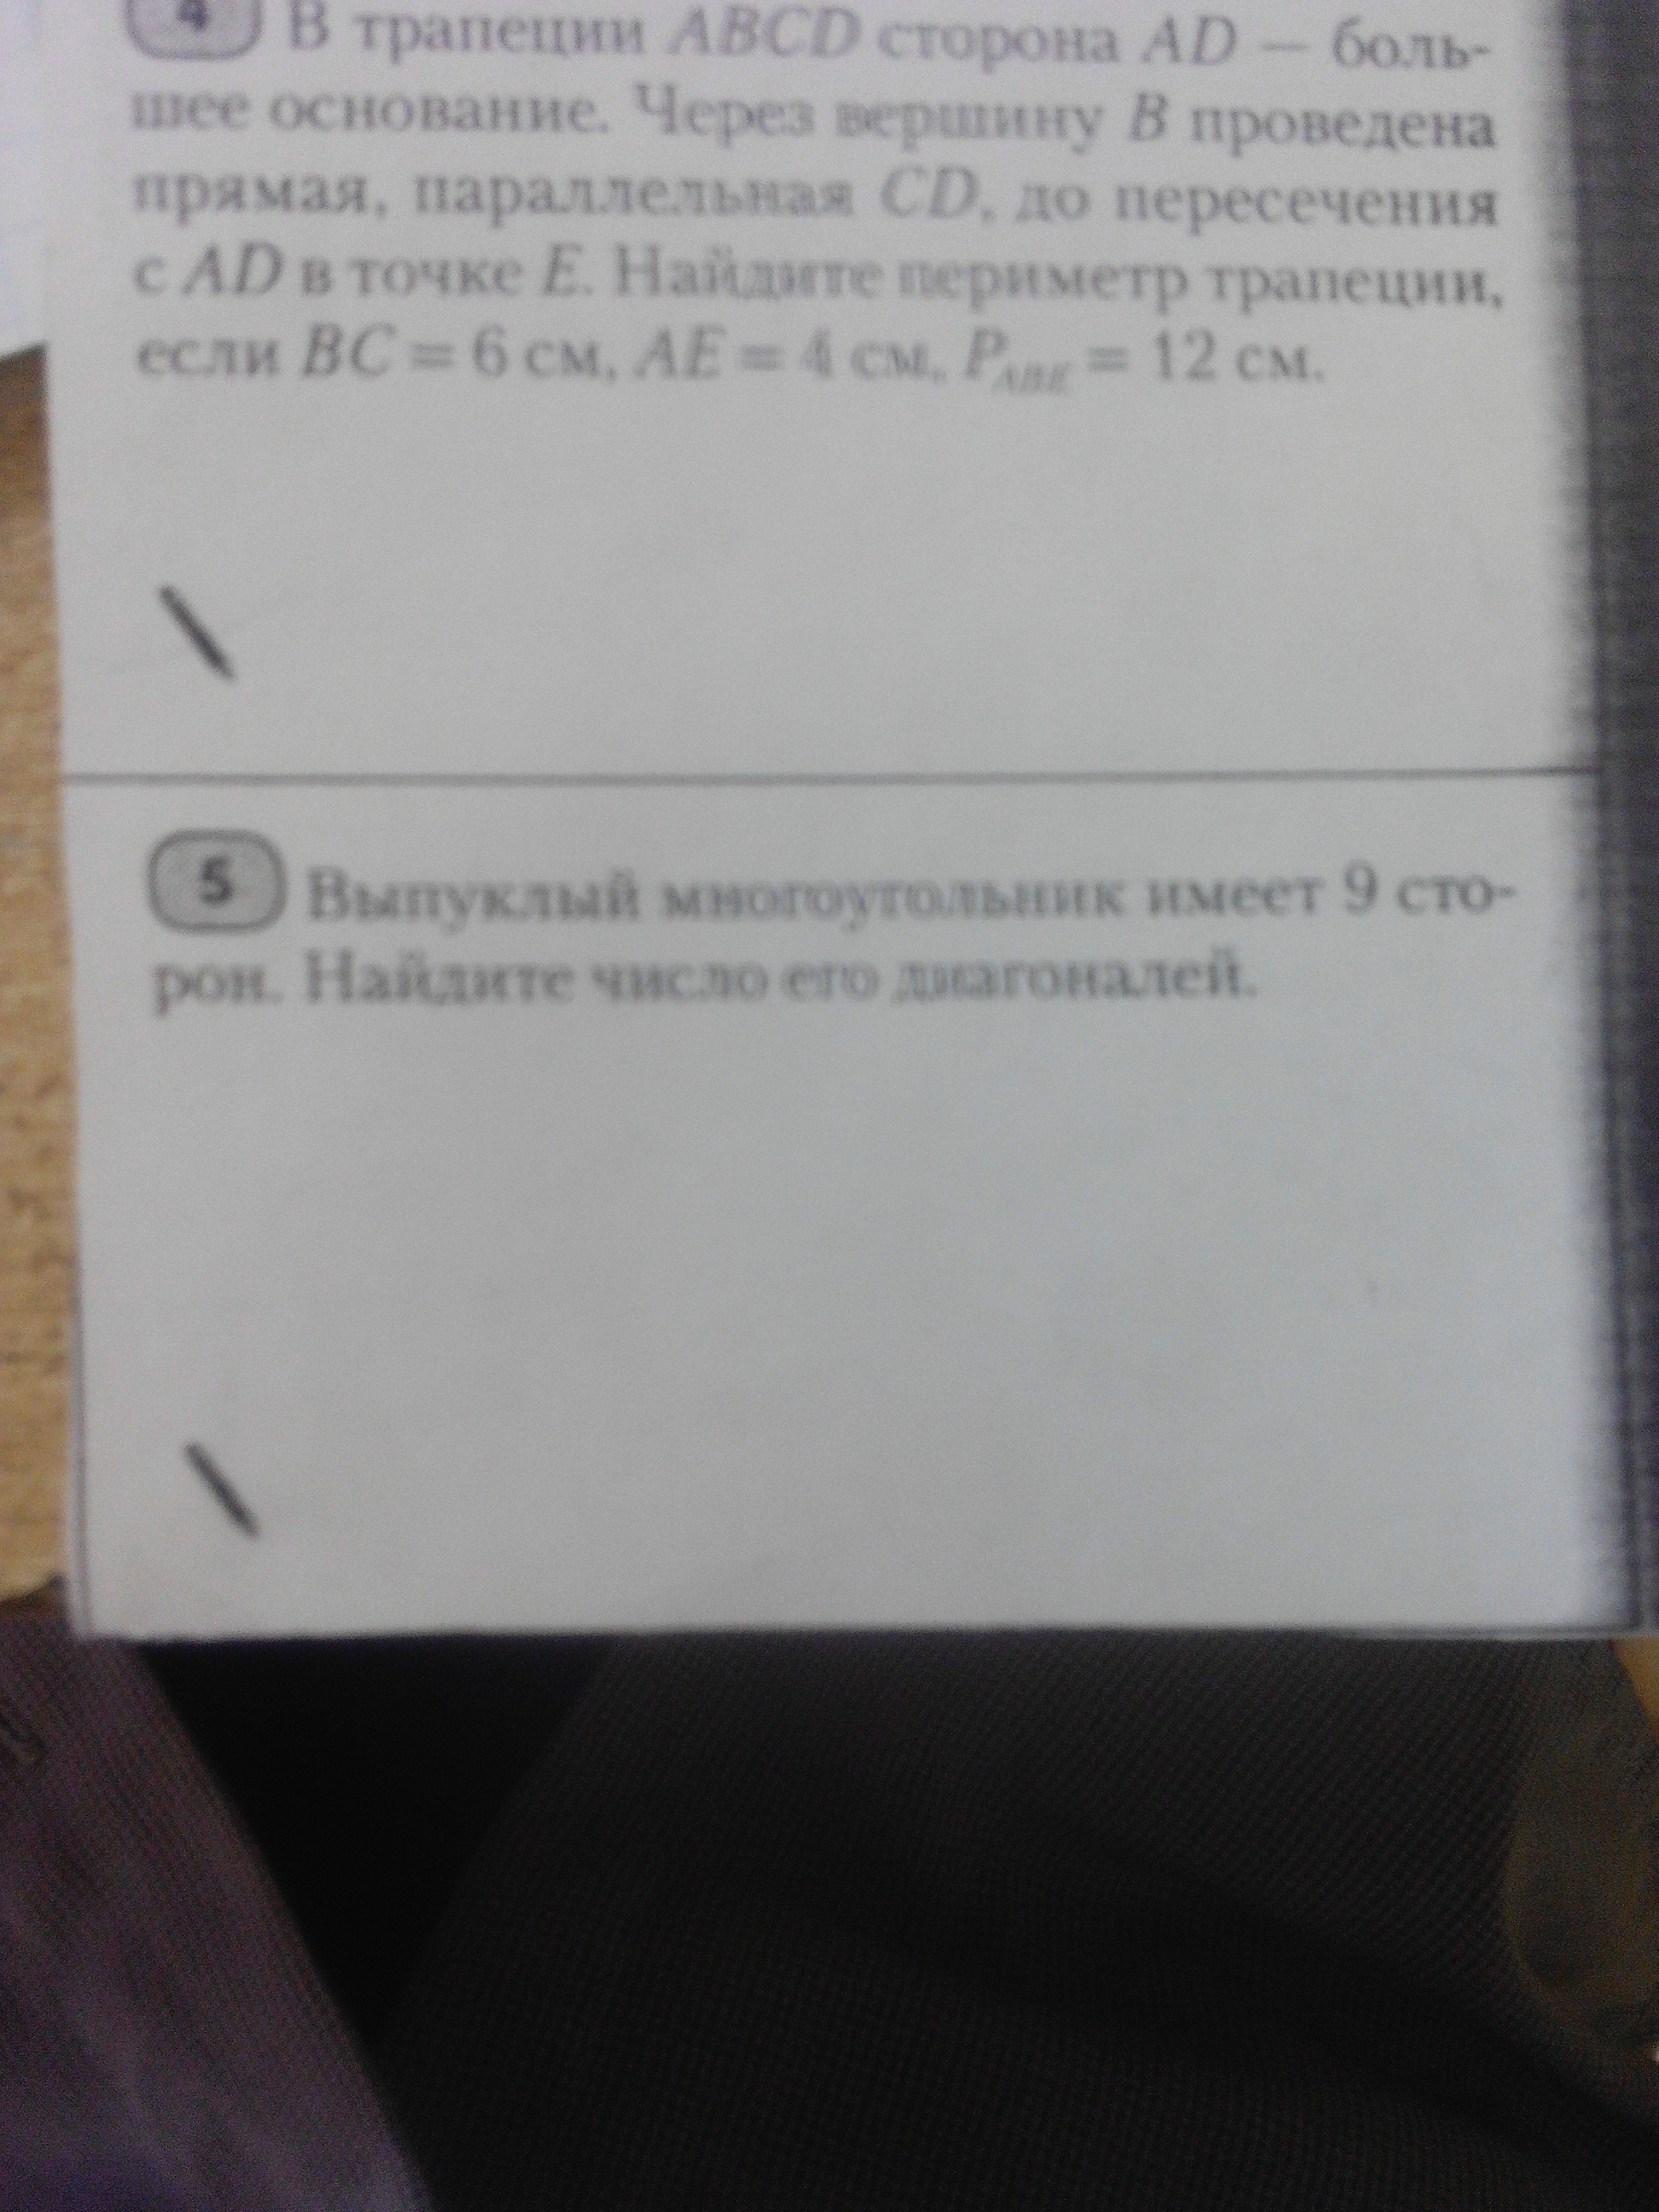 4 В трапеции ABCD сторона AD — боль-
шее основание. Через вершину B проведена
прямая, параллельная CD, до пересечения
с AD в точке E. Найдите периметр трапеции,
если BC = 6 см, AE = 4 см, P_ABE = 12 см.
5 Выпуклый многоугольник имеет 9 сто-
рон. Найдите число его диагоналей.